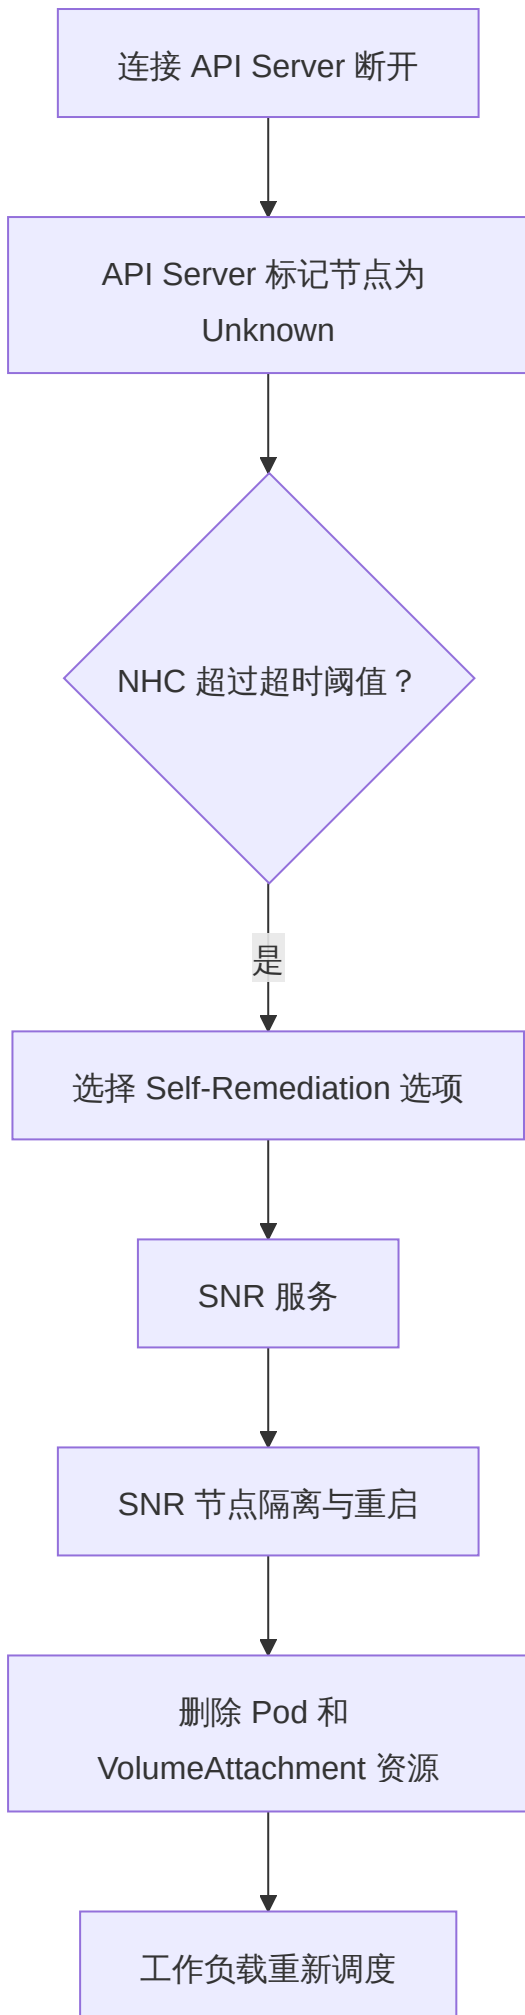 连接 API Server 断开
API Server 标记节点为
Unknown
NHC 超过超时阈值？
是
选择 Self-Remediation 选项
SNR 服务
SNR 节点隔离与重启
删除 Pod 和
VolumeAttachment 资源
工作负载重新调度